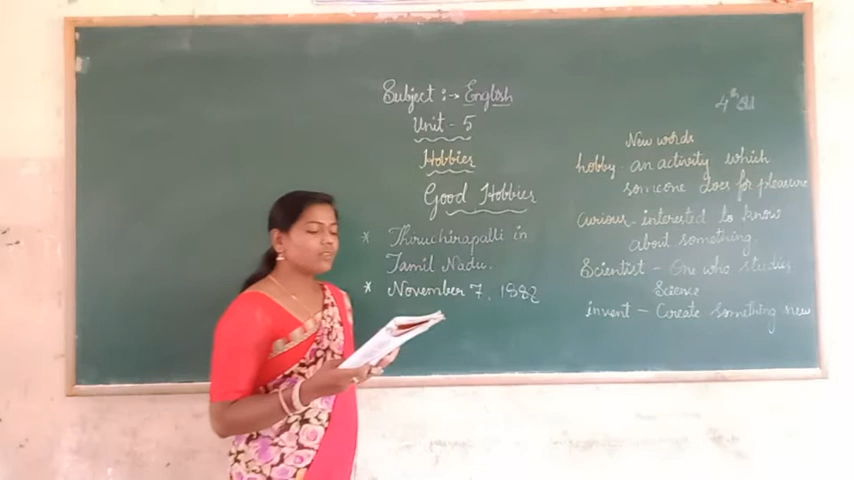 Subject :→ English
Unit - 5
Hobbies
Good Hobbies
* Thiruchirapalli in
Tamil Nadu.
* November 7, 1882
4th
New words
hobby - an activity which
someone does for pleasure
curious - interested to know
about something
Scientist - One who studies
Science
invent - Create something new